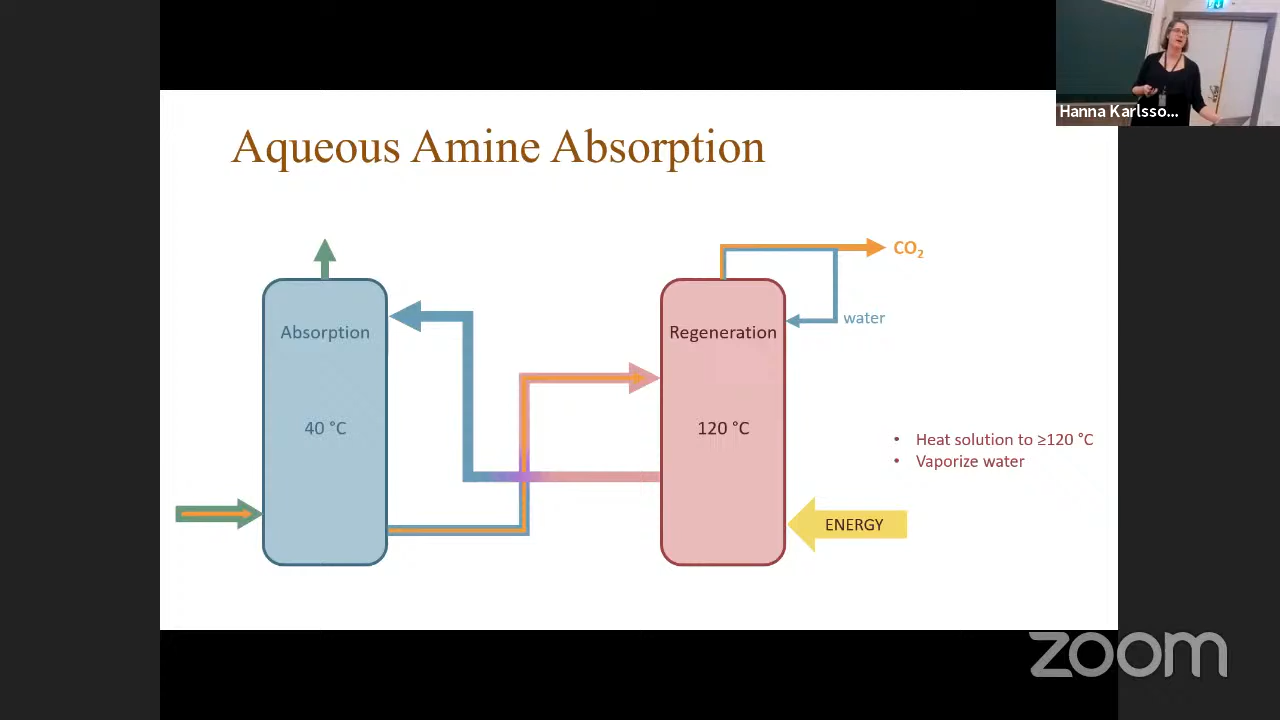 Hanna Karlsso...
Aqueous Amine Absorption
CO₂
water
Absorption
Regeneration
40 °C
120 °C
• Heat solution to ≥120 °C
• Vaporize water
ENERGY
zoom